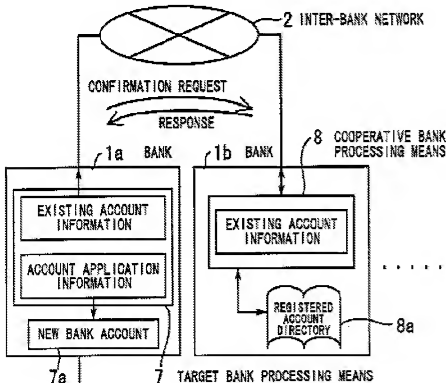 2 INTER-BANK NETWORK
CONFIRMATION REQUEST
RESPONSE
1a BANK
1b BANK
8 COOPERATIVE BANK
PROCESSING MEANS
EXISTING ACCOUNT
INFORMATION
EXISTING ACCOUNT
INFORMATION
ACCOUNT APPLICATION
INFORMATION
REGISTERED
ACCOUNT
DIRECTORY
NEW BANK ACCOUNT
8a
7a
7 TARGET BANK PROCESSING MEANS